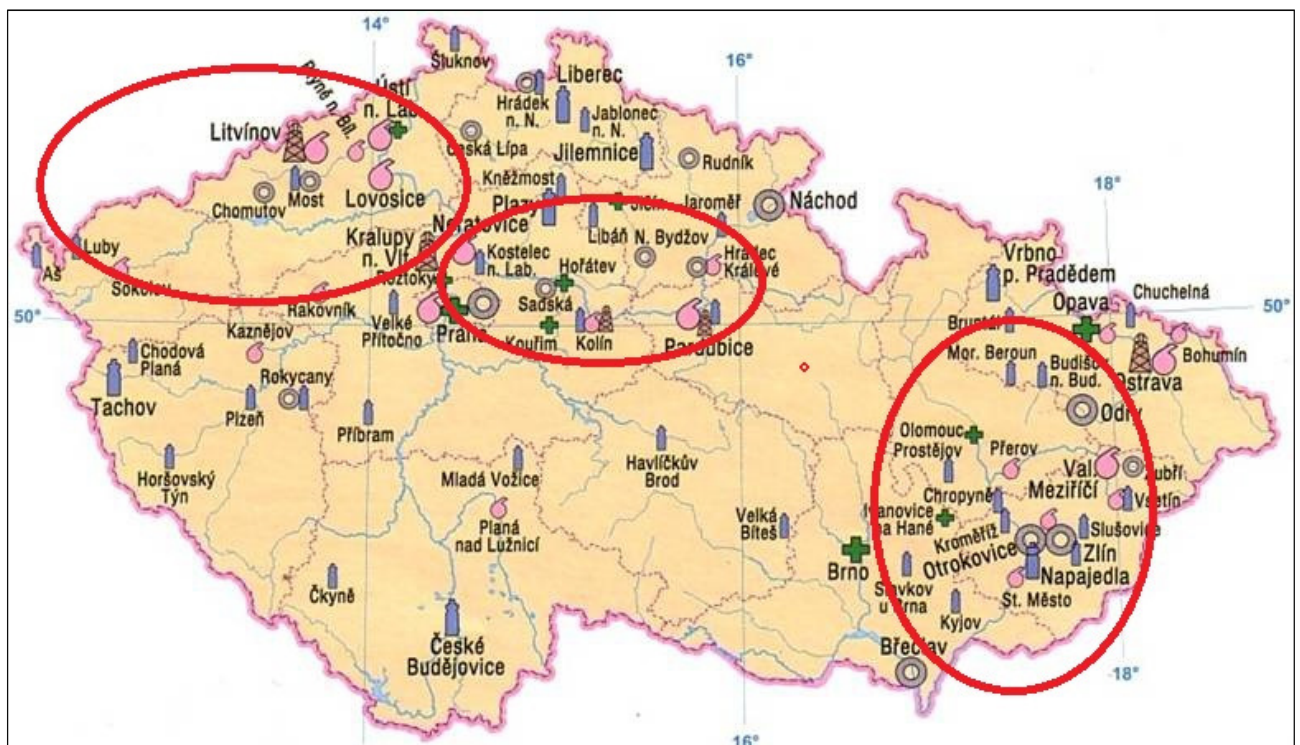 14°
Šluknov
16°
Ústí
n. Lab.
Liberec
Hrádek
n. N.
Jablonec
n. N.
Litvínov
Česká Lípa
Jilemnice
Rudník
18°
Most
Chomutov
Lovosice
Kněžmost
Plazy
Jičín
Jaroměř
Náchod
Neratovice
Libáň
N. Bydžov
Luby
Aš
Kralupy
n. Vlt.
Kostelec
n. Lab.
Hořátev
Hradec
Králové
Vrbno
p. Pradědem
Sokolov
Roztoky
Opava
Chuchelná
50°
Rakovník
Sadská
50°
Kaznějov
Velké
Přítočno
Praha
Kouřim
Kolín
Pardubice
Bruntál
Bohumín
Chodová
Planá
Mor. Beroun
Budišov
n. Bud.
Ostrava
Rokycany
Tachov
Plzeň
Odry
Příbram
Olomouc
Prostějov
Přerov
Havlíčkův
Brod
Val.
Meziříčí
Zubří
Horšovský
Týn
Mladá Vožice
Chropyně
Vsetín
Planá
nad Lužnicí
Velká
Bíteš
Ivanovice
na Hané
Kroměříž
Slušovice
Otrokovice
Zlín
Brno
Napajedla
Čkyně
Slavkov
u Brna
St. Město
Kyjov
České
Budějovice
Břeclav
18°
16°